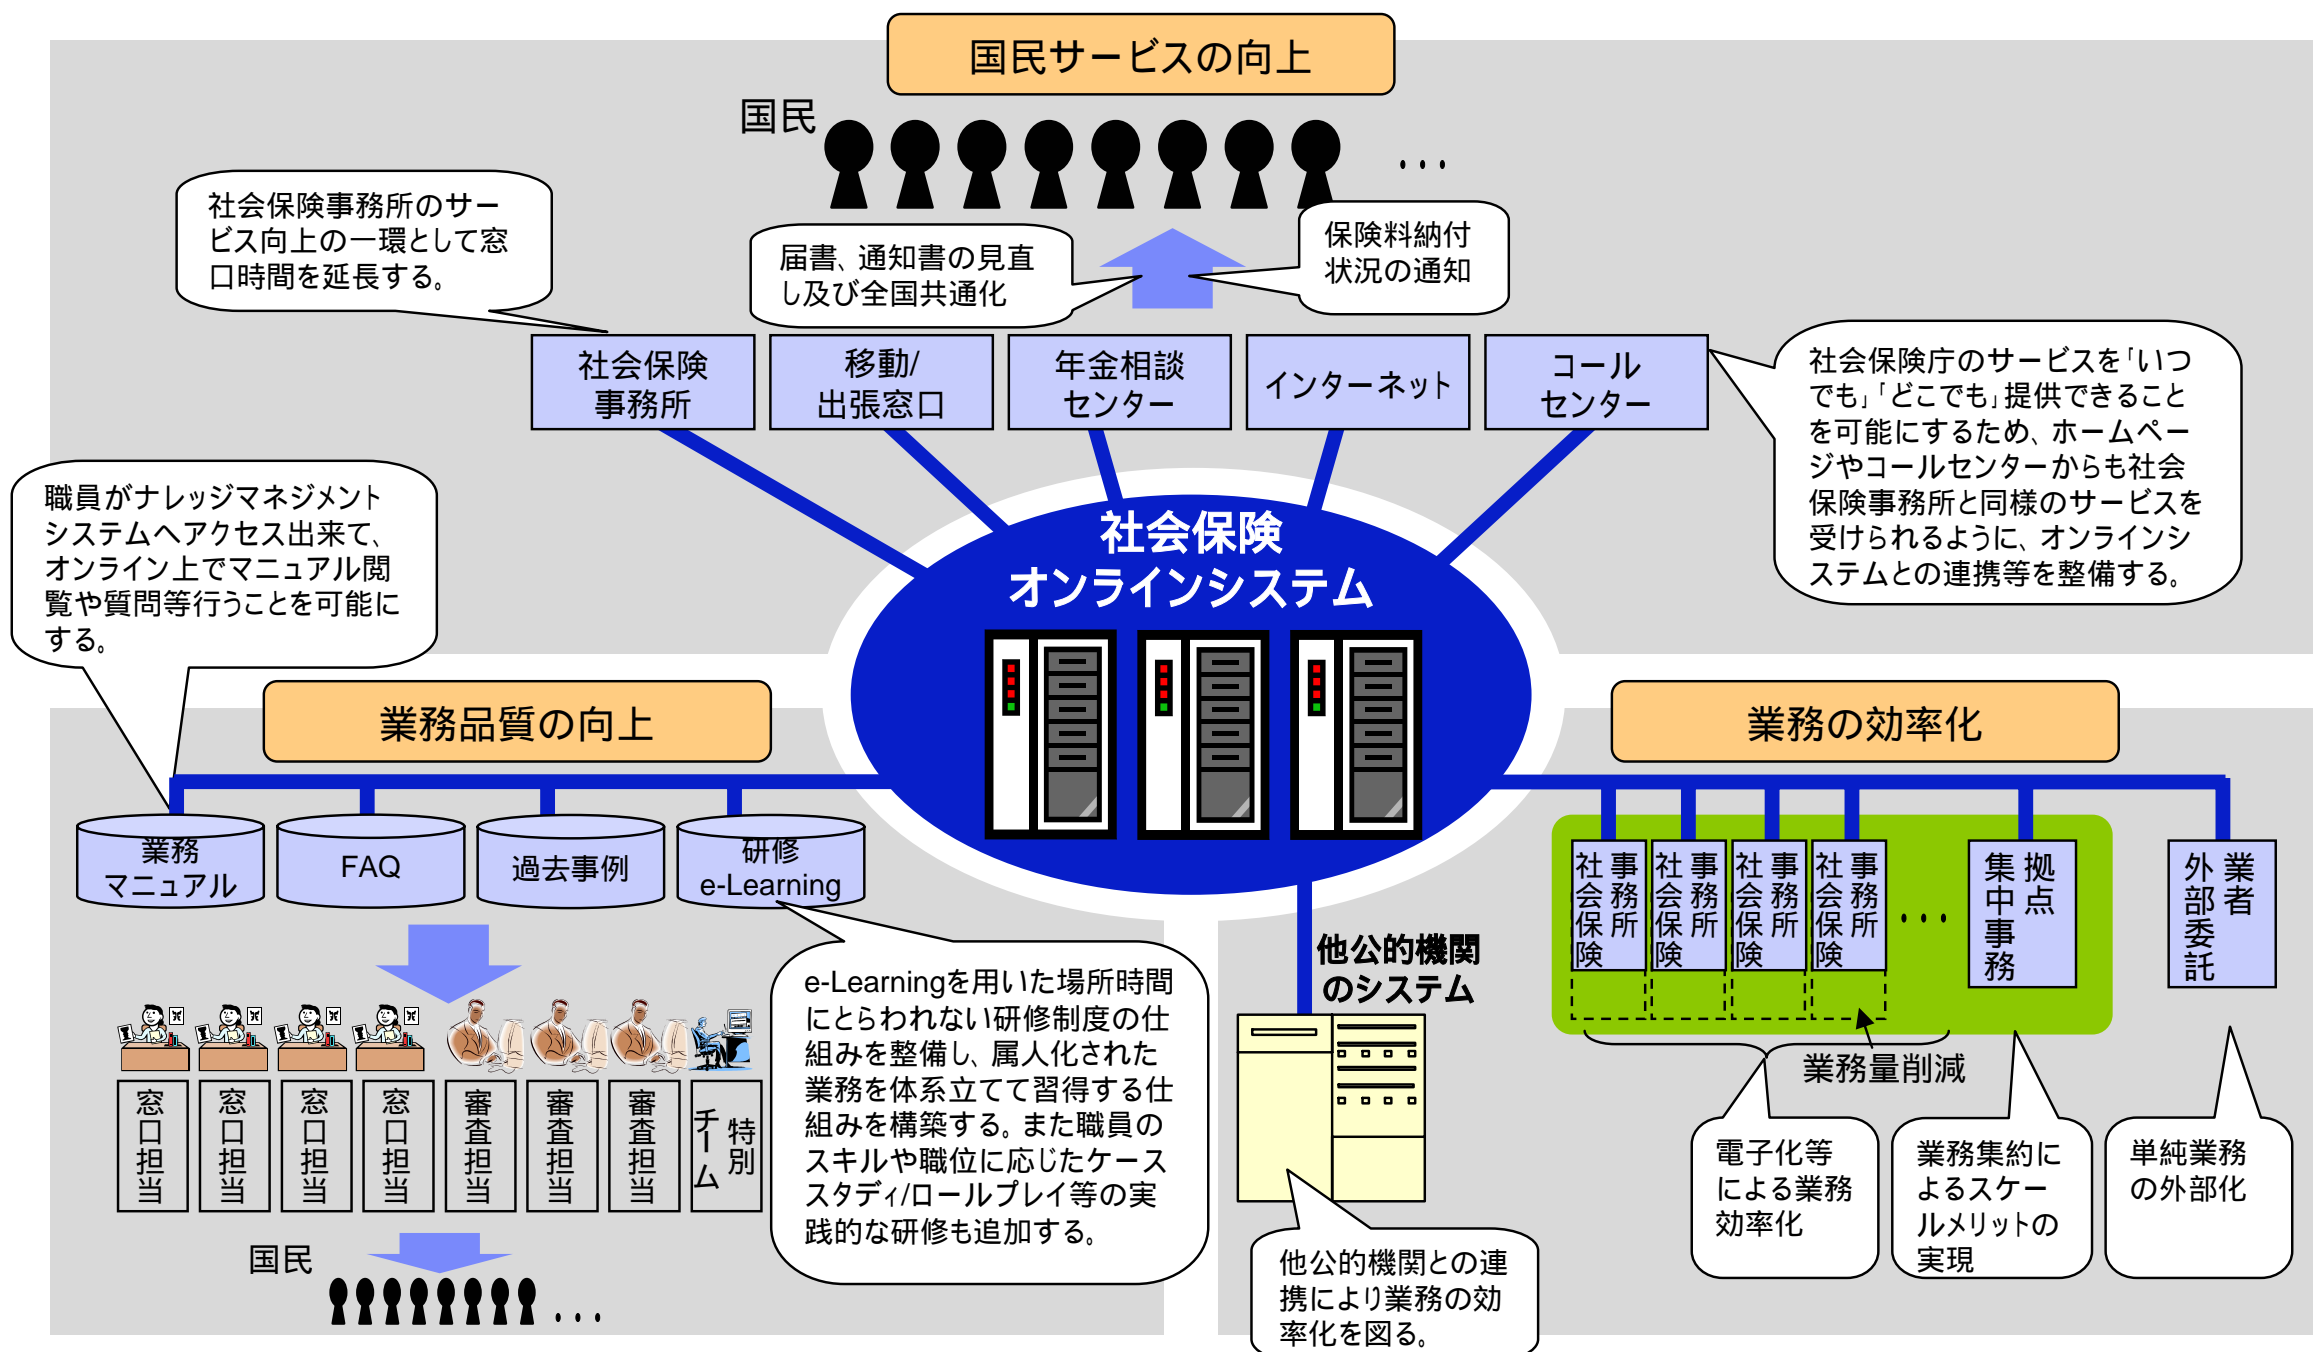 国民サービスの向上
国民
・・・
社会保険事務所のサー
ビス向上の一環として窓
口時間を延長する。
届書、通知書の見直
し及び全国共通化
保険料納付
状況の通知
社会保険
事務所
移動/
出張窓口
年金相談
センター
インターネット
コール
センター
社会保険庁のサービスを「いつ
でも」「どこでも」提供できること
を可能にするため、ホームペー
ジやコールセンターからも社会
保険事務所と同様のサービスを
受けられるように、オンラインシ
ステムとの連携等を整備する。
職員がナレッジマネジメント
システムへアクセス出来て、
オンライン上でマニュアル閲
覧や質問等行うことを可能に
する。
社会保険
オンラインシステム
業務品質の向上
業務
マニュアル
FAQ
過去事例
研修
e-Learning
e-Learningを用いた場所時間
にとらわれない研修制度の仕
組みを整備し、属人化された
業務を体系立てて習得する仕
組みを構築する。また職員の
スキルや職位に応じたケース
スタディ/ロールプレイ等の実
践的な研修も追加する。
窓口担当
窓口担当
窓口担当
窓口担当
審査担当
審査担当
審査担当
特別
チーム
国民
・・・
他公的機関
のシステム
他公的機関との連
携により業務の効
率化を図る。
業務の効率化
社会保険
事務所
社会保険
事務所
社会保険
事務所
社会保険
事務所
・・・
集中事務
拠点
外部委託
業者
業務量削減
電子化等
による業務
効率化
業務集約に
よるスケー
ルメリットの
実現
単純業務
の外部化